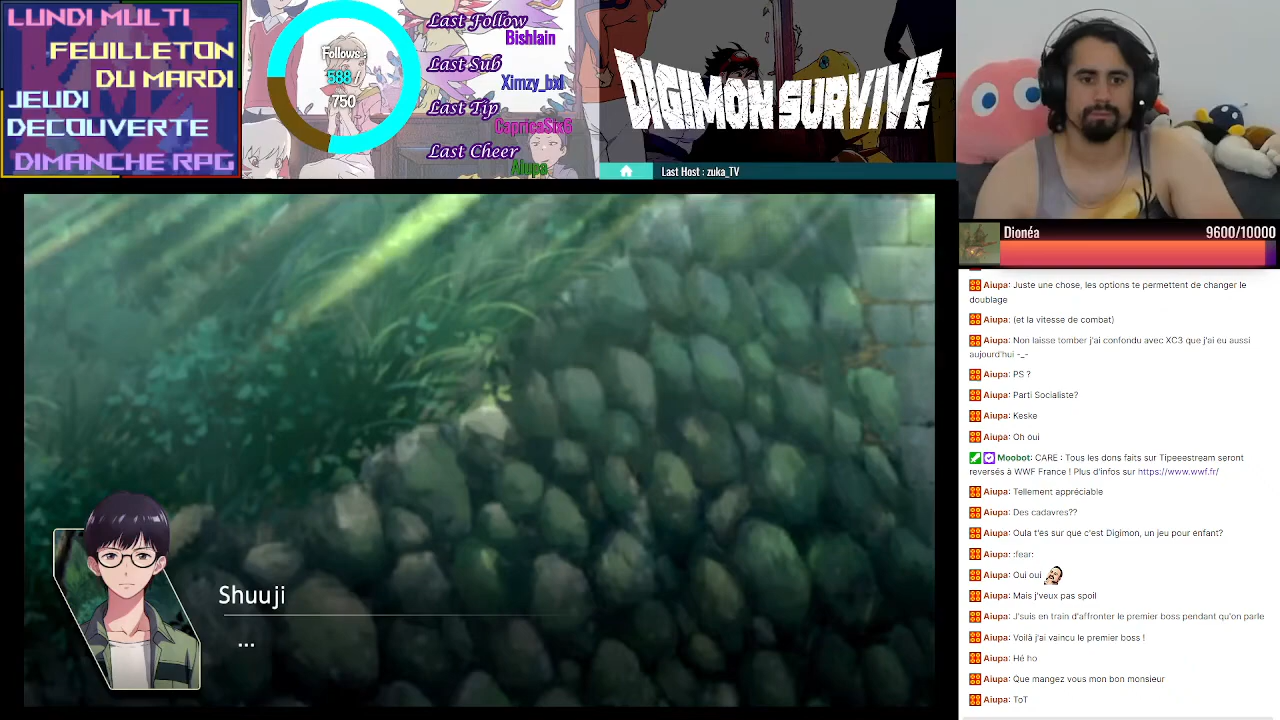 LUNDI MULTI
FEUILLETON
DU MARDI
JEUDI
DECOUVERTE
DIMANCHE RPG
Follows :
588 /
750
Last Follow
Bishlain
Last Sub
Ximzy_bxl
Last Tip
CapricaSix6
Last Cheer
Aiupa
DIGIMON SURVIVE
Last Host : zuka_TV
Dionéa 9600/10000
Aiupa: Juste une chose, les options te permettent de changer le
doublage
Aiupa: (et la vitesse de combat)
Aiupa: Non laisse tomber j'ai confondu avec XC3 que j'ai eu aussi
aujourd'hui -_-
Aiupa: PS ?
Aiupa: Parti Socialiste?
Aiupa: Keske
Aiupa: Oh oui
Moobot: CARE : Tous les dons faits sur Tipeeestream seront
reversés à WWF France ! Plus d'infos sur https://www.wwf.fr/
Aiupa: Tellement appréciable
Aiupa: Des cadavres??
Aiupa: Oula t'es sur que c'est Digimon, un jeu pour enfant?
Aiupa: :fear:
Aiupa: Oui oui
Aiupa: Mais j'veux pas spoil
Aiupa: J'suis en train d'affronter le premier boss pendant qu'on parle
Aiupa: Voilà j'ai vaincu le premier boss !
Aiupa: Hé ho
Aiupa: Que mangez vous mon bon monsieur
Aiupa: ToT
Shuuji
...